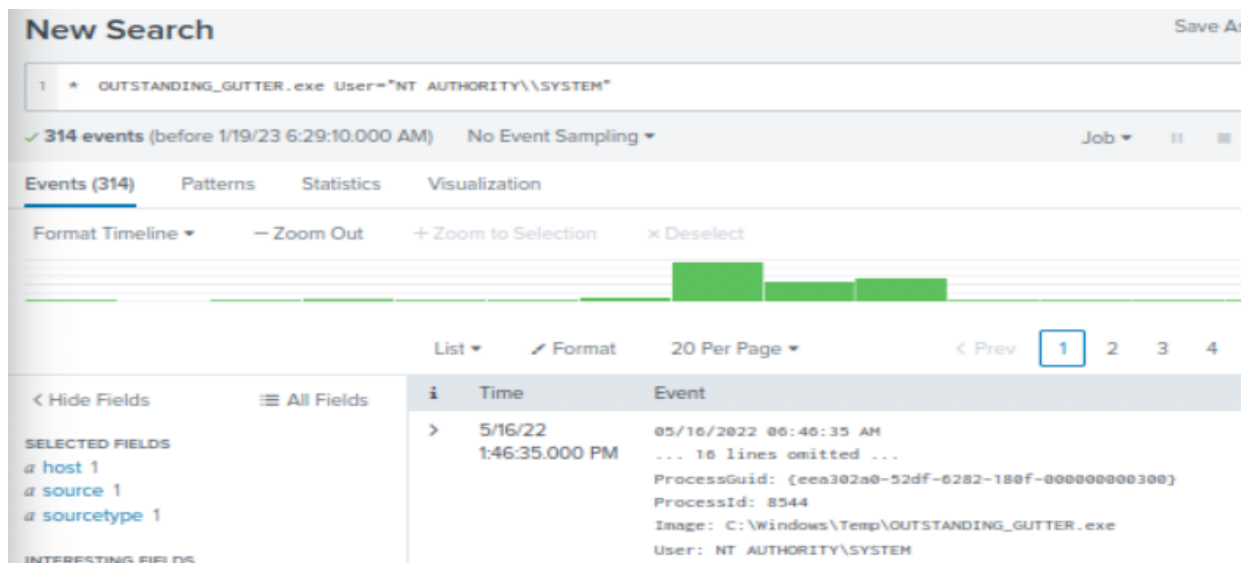 New Search
Save As
1 * OUTSTANDING_GUTTER.exe User="NT AUTHORITY\\SYSTEM"
✓ 314 events (before 1/19/23 6:29:10.000 AM) No Event Sampling
Job
Events (314) Patterns Statistics Visualization
Format Timeline — Zoom Out + Zoom to Selection × Deselect
List Format 20 Per Page < Prev 1 2 3 4
< Hide Fields All Fields
i Time Event
SELECTED FIELDS
a host 1
a source 1
a sourcetype 1
INTERESTING FIELDS
> 5/16/22
1:46:35.000 PM
05/16/2022 06:46:35 AM
... 16 lines omitted ...
ProcessGuid: {eea302a0-52df-6282-180f-000000000300}
ProcessId: 8544
Image: C:\Windows\Temp\OUTSTANDING_GUTTER.exe
User: NT AUTHORITY\SYSTEM